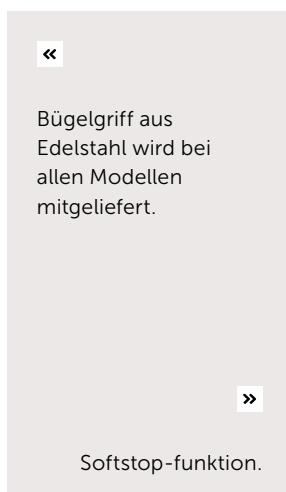 «
Bügelgriff aus
Edelstahl wird bei
allen Modellen
mitgeliefert.
»
Softstop-funktion.